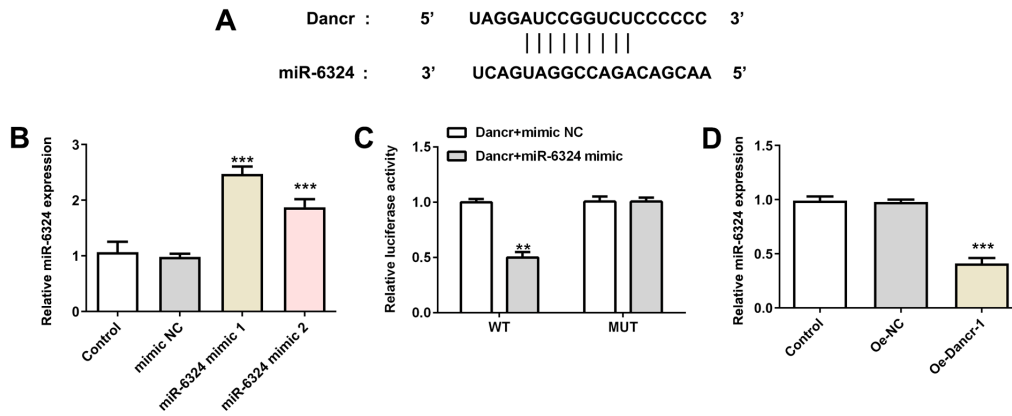 A
Dancr : 5’ UAGGAUCCGGUCUCCCCCC 3’
miR-6324 : 3’ UCAGUAGGCCAGACAGCAA 5’
B
Relative miR-6324 expression
3
2
1
0
***
***
Control
mimic NC
miR-6324 mimic 1
miR-6324 mimic 2
C
Dancr+mimic NC
Dancr+miR-6324 mimic
Relative luciferase activity
1.5
1.0
0.5
0.0
**
WT
MUT
D
Relative miR-6324 expression
1.5
1.0
0.5
0.0
***
Control
Oe-NC
Oe-Dancr-1